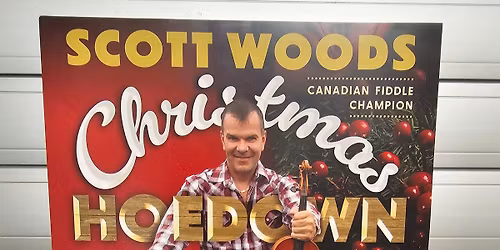 SCOTT WOODS
CANADIAN FIDDLE
CHAMPION
Christmas
HOEDOWN